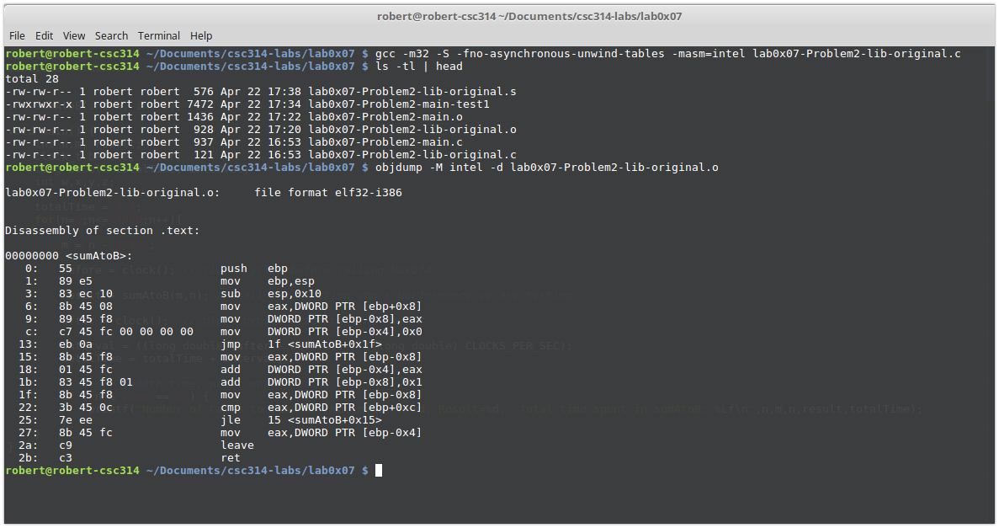 robert@robert-csc314 ~/Documents/csc314-labs/lab0x07
File Edit View Search Terminal Help
robert@robert-csc314 ~/Documents/csc314-labs/lab0x07 $ gcc -m32 -S -fno-asynchronous-unwind-tables -masm=intel lab0x07-Problem2-lib-original.c
robert@robert-csc314 ~/Documents/csc314-labs/lab0x07 $ ls -tl | head
total 28
-rw-rw-r-- 1 robert robert  576 Apr 22 17:38 lab0x07-Problem2-lib-original.s
-rwxrwxr-x 1 robert robert 7472 Apr 22 17:34 lab0x07-Problem2-main-test1
-rw-rw-r-- 1 robert robert 1436 Apr 22 17:22 lab0x07-Problem2-main.o
-rw-rw-r-- 1 robert robert  928 Apr 22 17:20 lab0x07-Problem2-lib-original.o
-rw-r--r-- 1 robert robert  937 Apr 22 16:53 lab0x07-Problem2-main.c
-rw-r--r-- 1 robert robert  121 Apr 22 16:53 lab0x07-Problem2-lib-original.c
robert@robert-csc314 ~/Documents/csc314-labs/lab0x07 $ objdump -M intel -d lab0x07-Problem2-lib-original.o
lab0x07-Problem2-lib-original.o:     file format elf32-i386
Disassembly of section .text:
00000000 <sumAtoB>:
   0:   55                      push   ebp
   1:   89 e5                   mov    ebp,esp
   3:   83 ec 10                sub    esp,0x10
   6:   8b 45 08                mov    eax,DWORD PTR [ebp+0x8]
   9:   89 45 f8                mov    DWORD PTR [ebp-0x8],eax
   c:   c7 45 fc 00 00 00 00    mov    DWORD PTR [ebp-0x4],0x0
  13:   eb 0a                   jmp    1f <sumAtoB+0x1f>
  15:   8b 45 f8                mov    eax,DWORD PTR [ebp-0x8]
  18:   01 45 fc                add    DWORD PTR [ebp-0x4],eax
  1b:   83 45 f8 01             add    DWORD PTR [ebp-0x8],0x1
  1f:   8b 45 f8                mov    eax,DWORD PTR [ebp-0x8]
  22:   3b 45 0c                cmp    eax,DWORD PTR [ebp+0xc]
  25:   7e ee                   jle    15 <sumAtoB+0x15>
  27:   8b 45 fc                mov    eax,DWORD PTR [ebp-0x4]
  2a:   c9                      leave
  2b:   c3                      ret
robert@robert-csc314 ~/Documents/csc314-labs/lab0x07 $